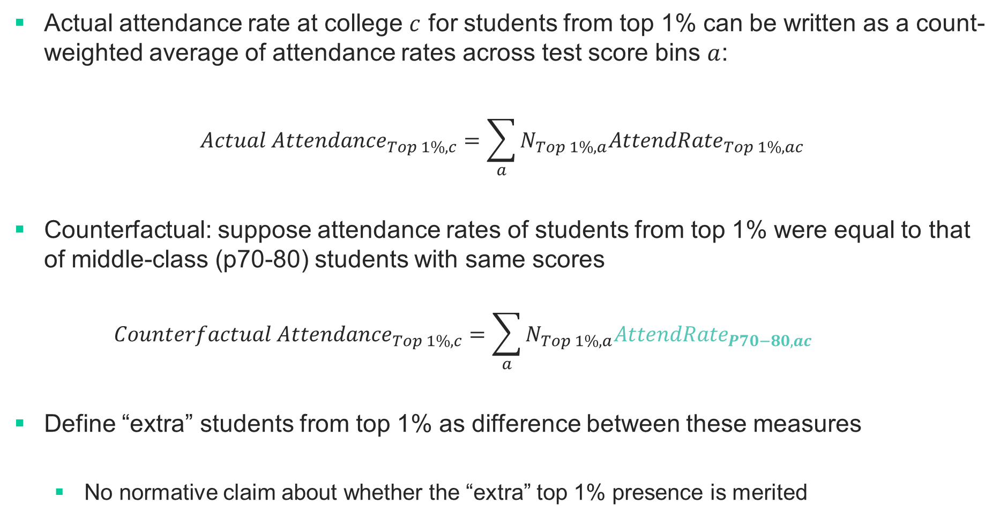 ▪ Actual attendance rate at college c for students from top 1% can be written as a count-
weighted average of attendance rates across test score bins a:
Actual Attendance_{Top 1%,c} = ∑_a N_{Top 1%,a} AttendRate_{Top 1%,ac}
▪ Counterfactual: suppose attendance rates of students from top 1% were equal to that
of middle-class (p70-80) students with same scores
Counterfactual Attendance_{Top 1%,c} = ∑_a N_{Top 1%,a} AttendRate_{P70−80,ac}
▪ Define “extra” students from top 1% as difference between these measures
▪ No normative claim about whether the “extra” top 1% presence is merited